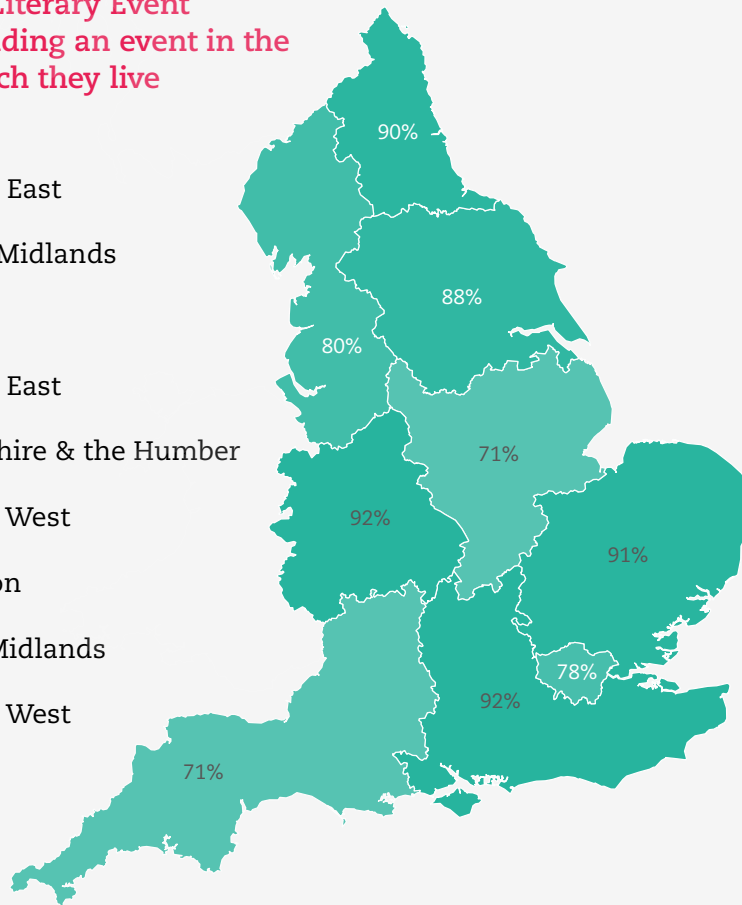 Literary Event
ding an event in the
ch they live
East
Midlands
East
hire & the Humber
West
on
Midlands
West
90%
88%
80%
71%
92%
91%
78%
92%
71%